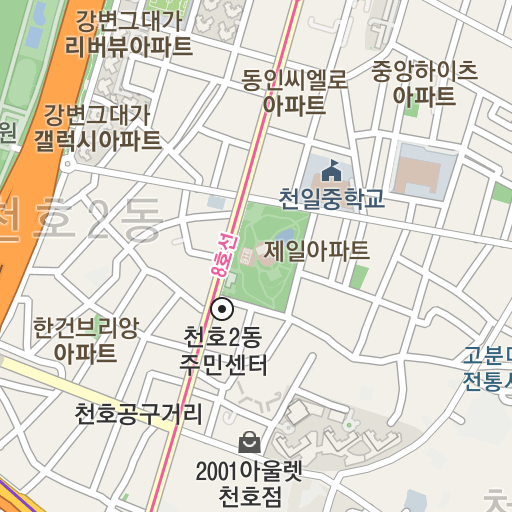 강변그대가
리버뷰아파트
동인씨엘로
아파트
중앙하이츠
아파트
강변그대가
갤럭시아파트
원
천일중학교
천호2동
8호선
제일아파트
천호2동
주민센터
한건브리앙
아파트
천호공구거리
2001아울렛
천호점